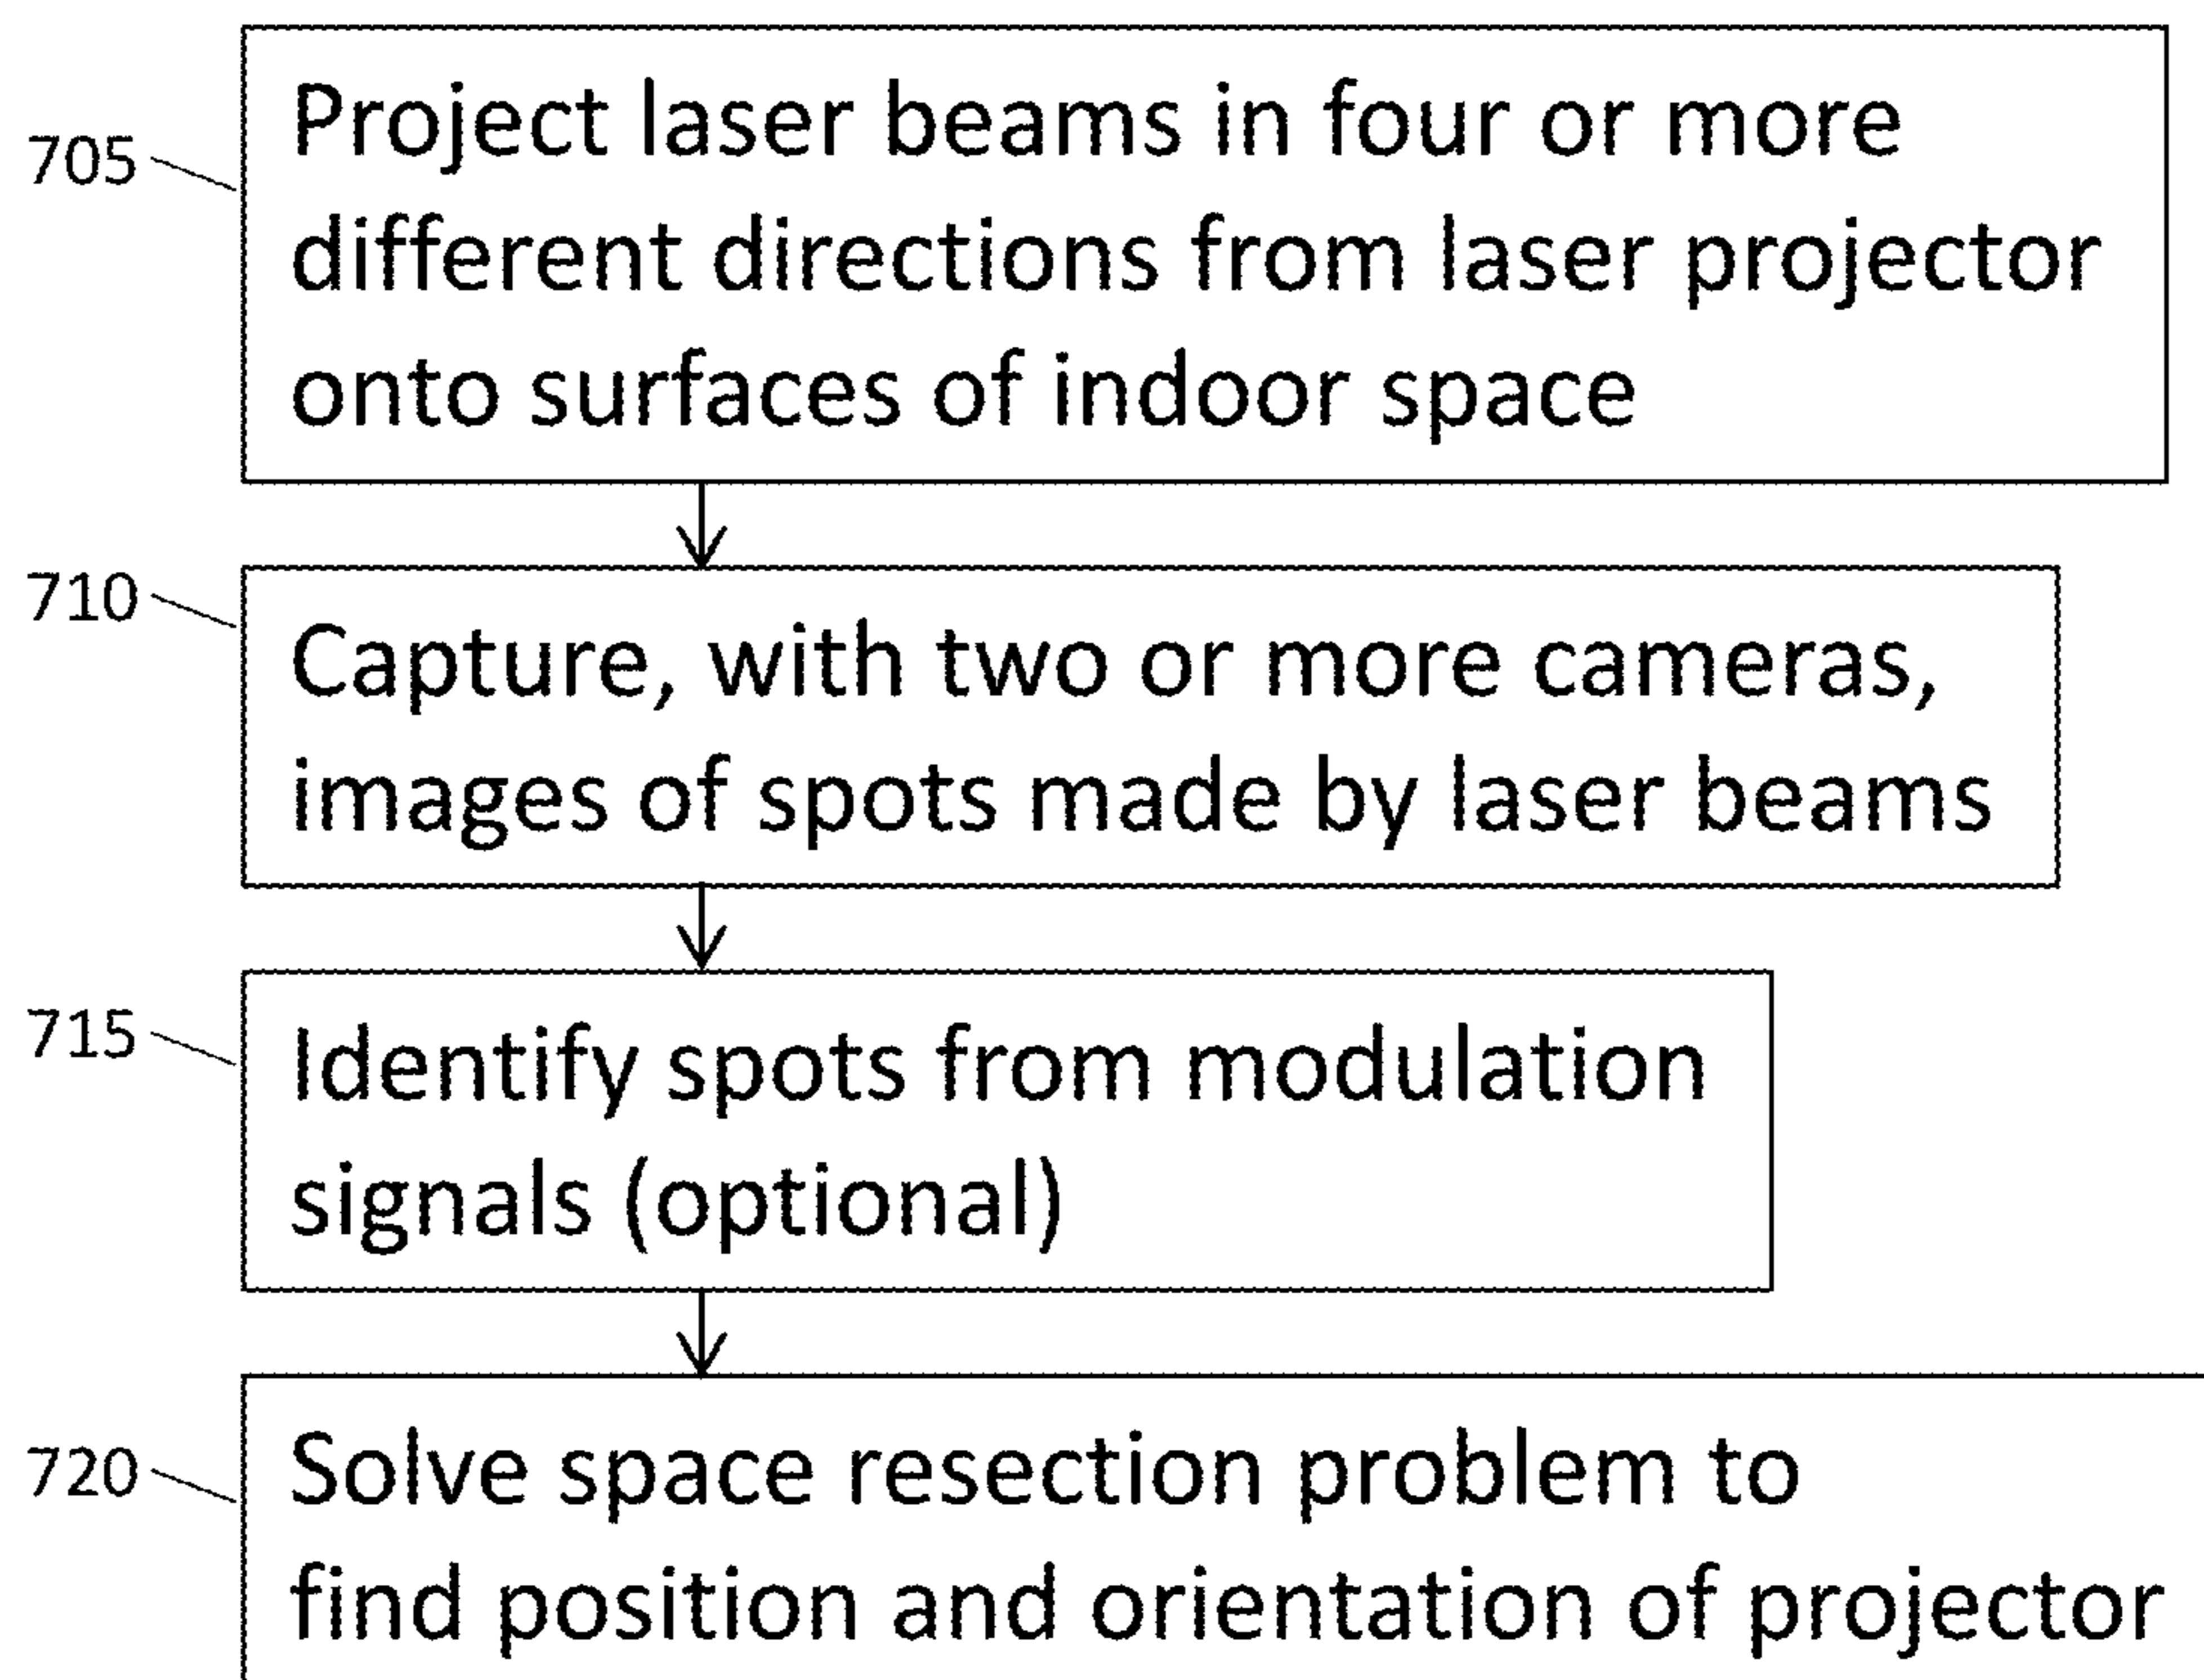 705
Project laser beams in four or more
different directions from laser projector
onto surfaces of indoor space
710
Capture, with two or more cameras,
images of spots made by laser beams
715
Identify spots from modulation
signals (optional)
720
Solve space resection problem to
find position and orientation of projector